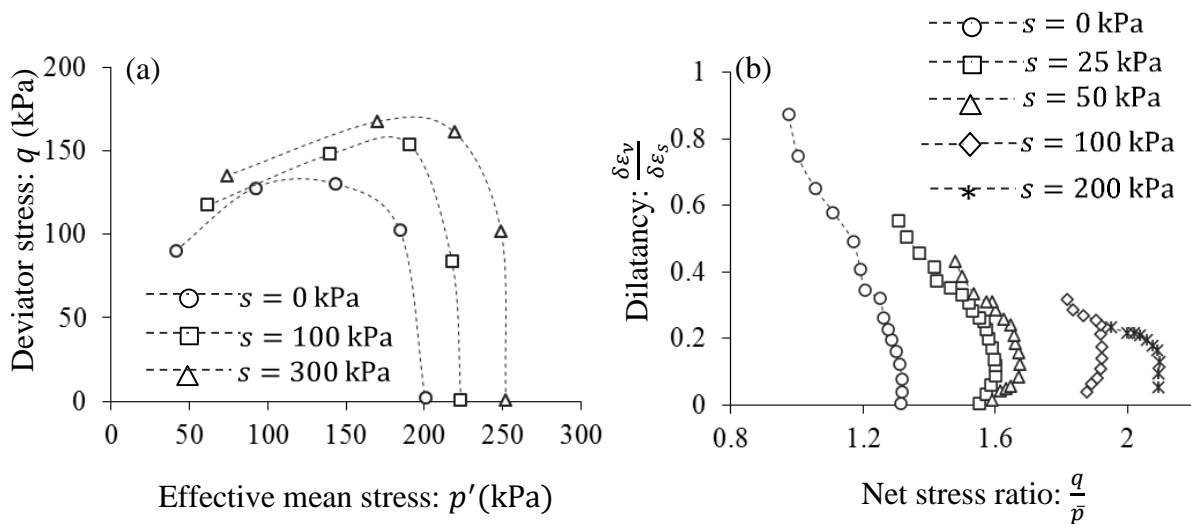 (a)
Deviator stress: q (kPa)
200
150
100
50
0
s = 0 kPa
s = 100 kPa
s = 300 kPa
0 50 100 150 200 250 300
Effective mean stress: p′(kPa)
(b)
s = 0 kPa
s = 25 kPa
s = 50 kPa
s = 100 kPa
s = 200 kPa
Dilatancy: δεᵥ/δεₛ
1
0.8
0.6
0.4
0.2
0
0.8 1.2 1.6 2
Net stress ratio: q/p̄